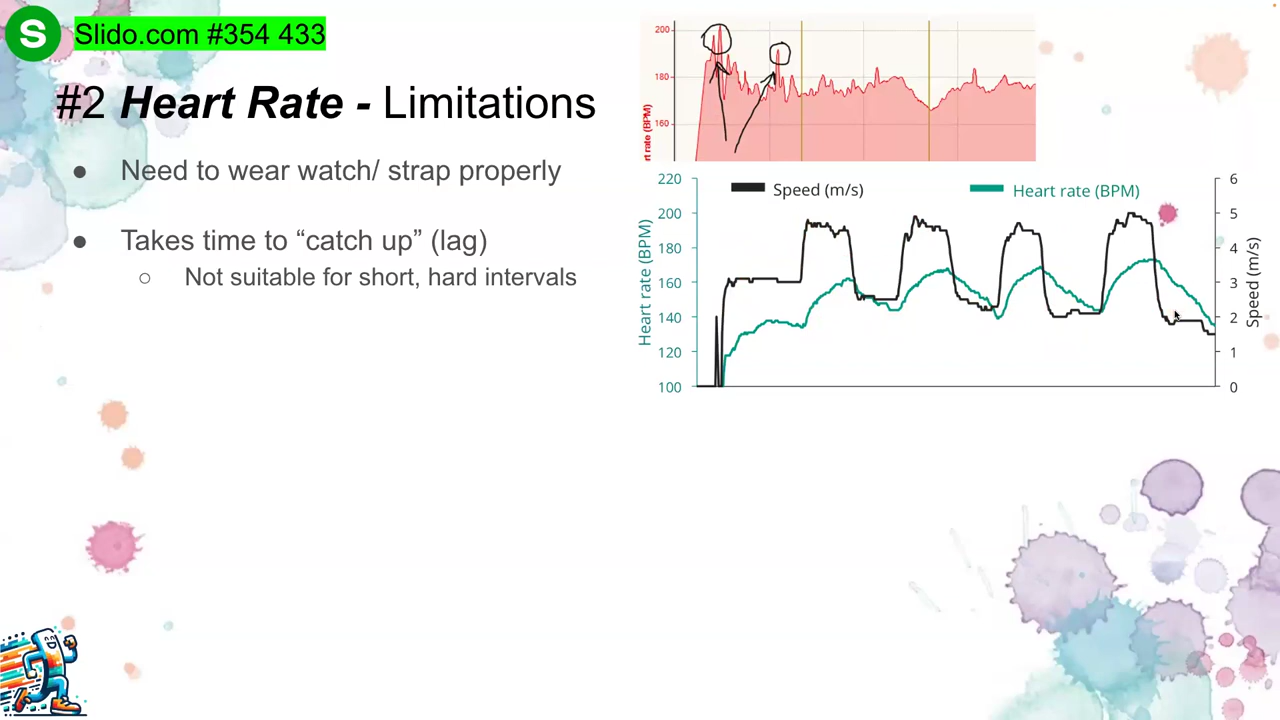 S Slido.com #354 433
#2 Heart Rate - Limitations
● Need to wear watch/ strap properly
● Takes time to “catch up” (lag)
○ Not suitable for short, hard intervals
200
180
160
rt rate (BPM)
Speed (m/s)
Heart rate (BPM)
220
200
180
160
140
120
100
Heart rate (BPM)
6
5
4
3
2
1
0
Speed (m/s)